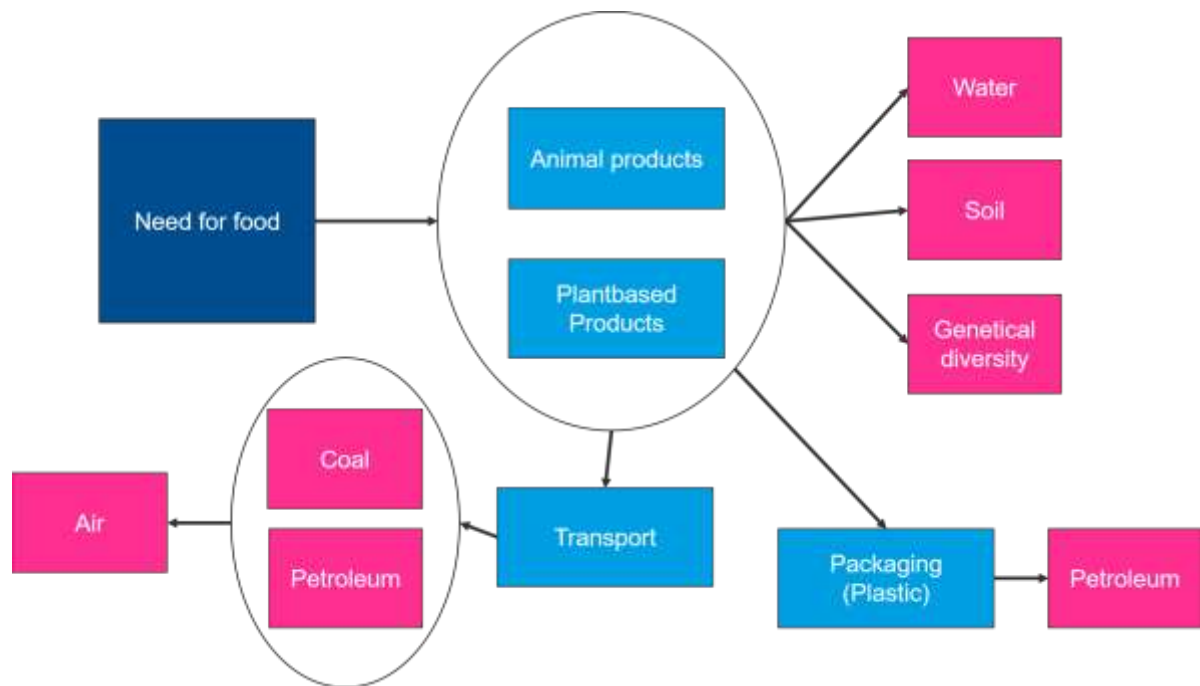 Need for food
Animal products
Plantbased
Products
Water
Soil
Genetical
diversity
Coal
Petroleum
Air
Transport
Packaging
(Plastic)
Petroleum